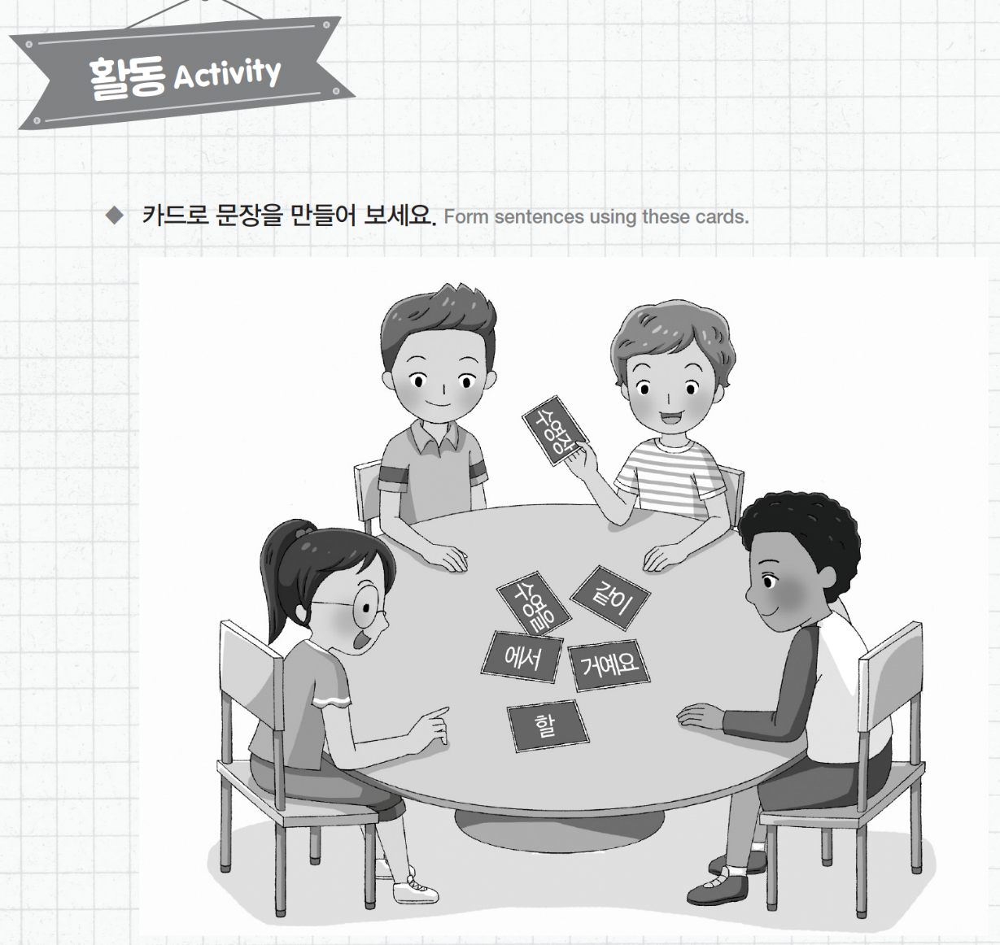 활동 Activity
◆ 카드로 문장을 만들어 보세요. Form sentences using these cards.
수영장
수영을
같이
에서
거예요
할